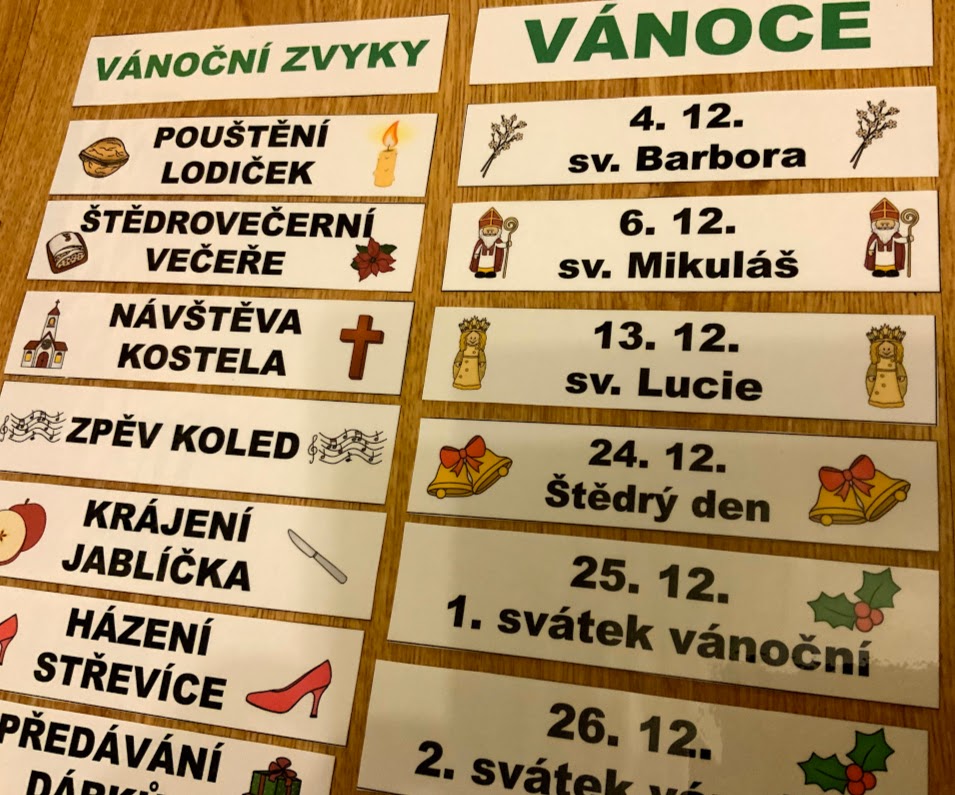 VÁNOČNÍ ZVYKY
POUŠTĚNÍ
LODIČEK
ŠTĚDROVEČERNÍ
VEČEŘE
NÁVŠTĚVA
KOSTELA
ZPĚV KOLED
KRÁJENÍ
JABLÍČKA
HÁZENÍ
STŘEVÍCE
PŘEDÁVÁNÍ
DÁRKŮ
VÁNOCE
4. 12.
sv. Barbora
6. 12.
sv. Mikuláš
13. 12.
sv. Lucie
24. 12.
Štědrý den
25. 12.
1. svátek vánoční
26. 12.
2. svátek